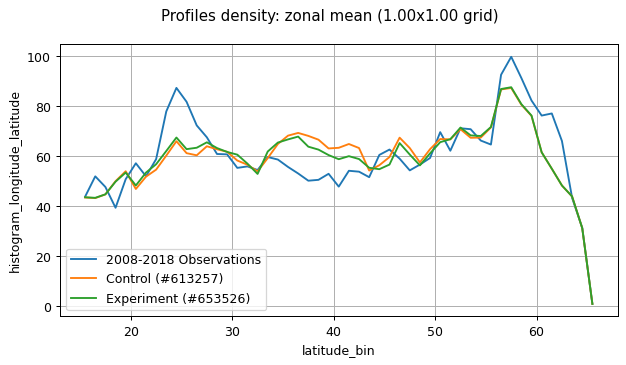 Profiles density: zonal mean (1.00x1.00 grid)
100
80
60
40
20
0
histogram_longitude_latitude
2008-2018 Observations
Control (#613257)
Experiment (#653526)
20 30 40 50 60
latitude_bin